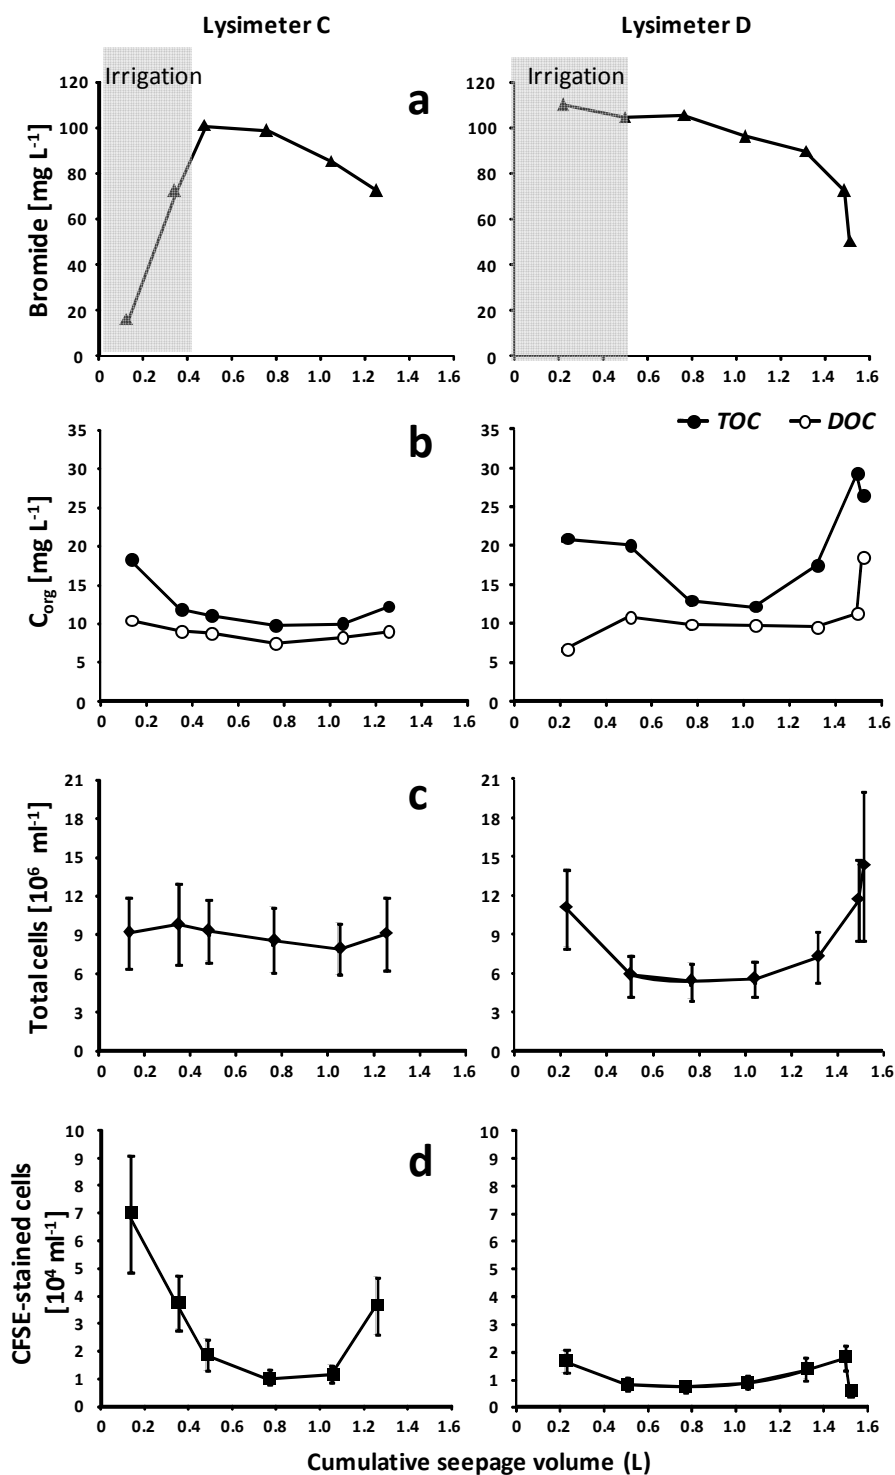 Lysimeter C
Lysimeter D
Irrigation
Irrigation
a
Bromide [mg L-1]
120
100
80
60
40
20
0
0 0.2 0.4 0.6 0.8 1.0 1.2 1.4 1.6
120
100
80
60
40
20
0
0 0.2 0.4 0.6 0.8 1.0 1.2 1.4 1.6
b
TOC DOC
Corg [mg L-1]
35
30
25
20
15
10
5
0
0 0.2 0.4 0.6 0.8 1.0 1.2 1.4 1.6
35
30
25
20
15
10
5
0
0 0.2 0.4 0.6 0.8 1.0 1.2 1.4 1.6
c
Total cells [10^6 ml-1]
21
18
15
12
9
6
3
0
0 0.2 0.4 0.6 0.8 1.0 1.2 1.4 1.6
21
18
15
12
9
6
3
0
0 0.2 0.4 0.6 0.8 1.0 1.2 1.4 1.6
d
CFSE-stained cells
[10^4 ml-1]
10
9
8
7
6
5
4
3
2
1
0
0 0.2 0.4 0.6 0.8 1.0 1.2 1.4 1.6
10
9
8
7
6
5
4
3
2
1
0
0 0.2 0.4 0.6 0.8 1.0 1.2 1.4 1.6
Cumulative seepage volume (L)